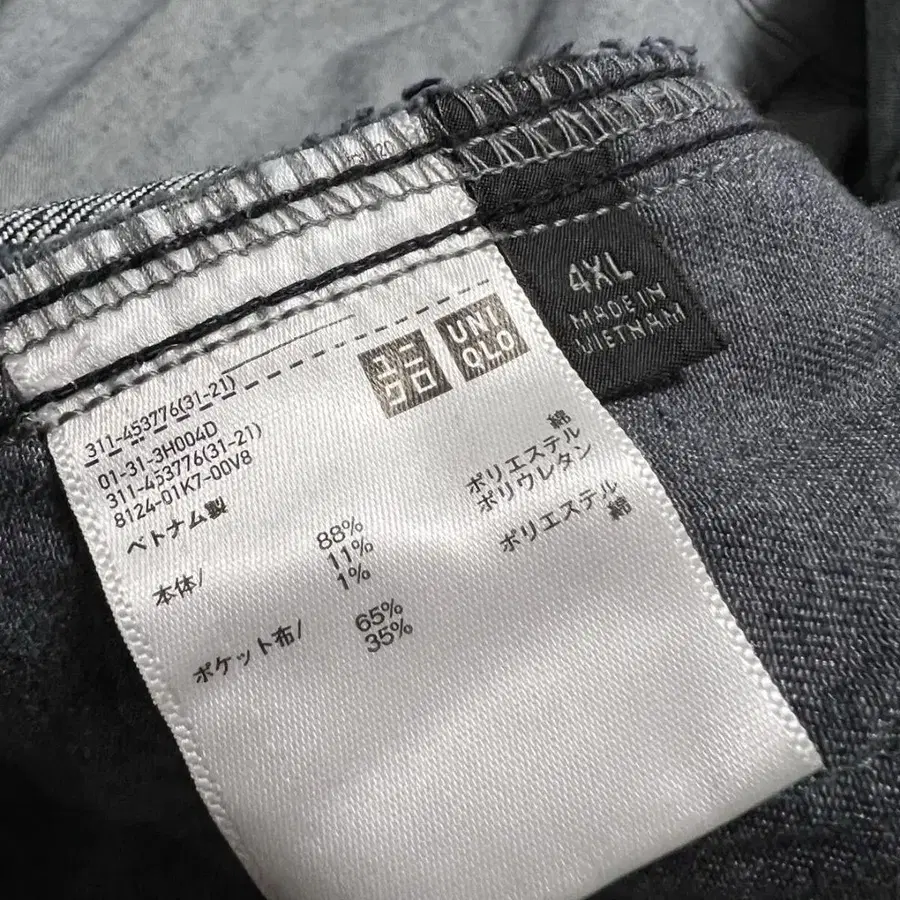 4XL
MADE IN
VIETNAM
ユニ
クロ
UNI
QLO
311-453776(31-21)
01-31-3H004D
311-453776(31-21)
8124-01K7-00V8
ベトナム製
本体/ 88% 綿
11% ポリエステル
1% ポリウレタン
ポケット布/ 65% ポリエステル
35% 綿